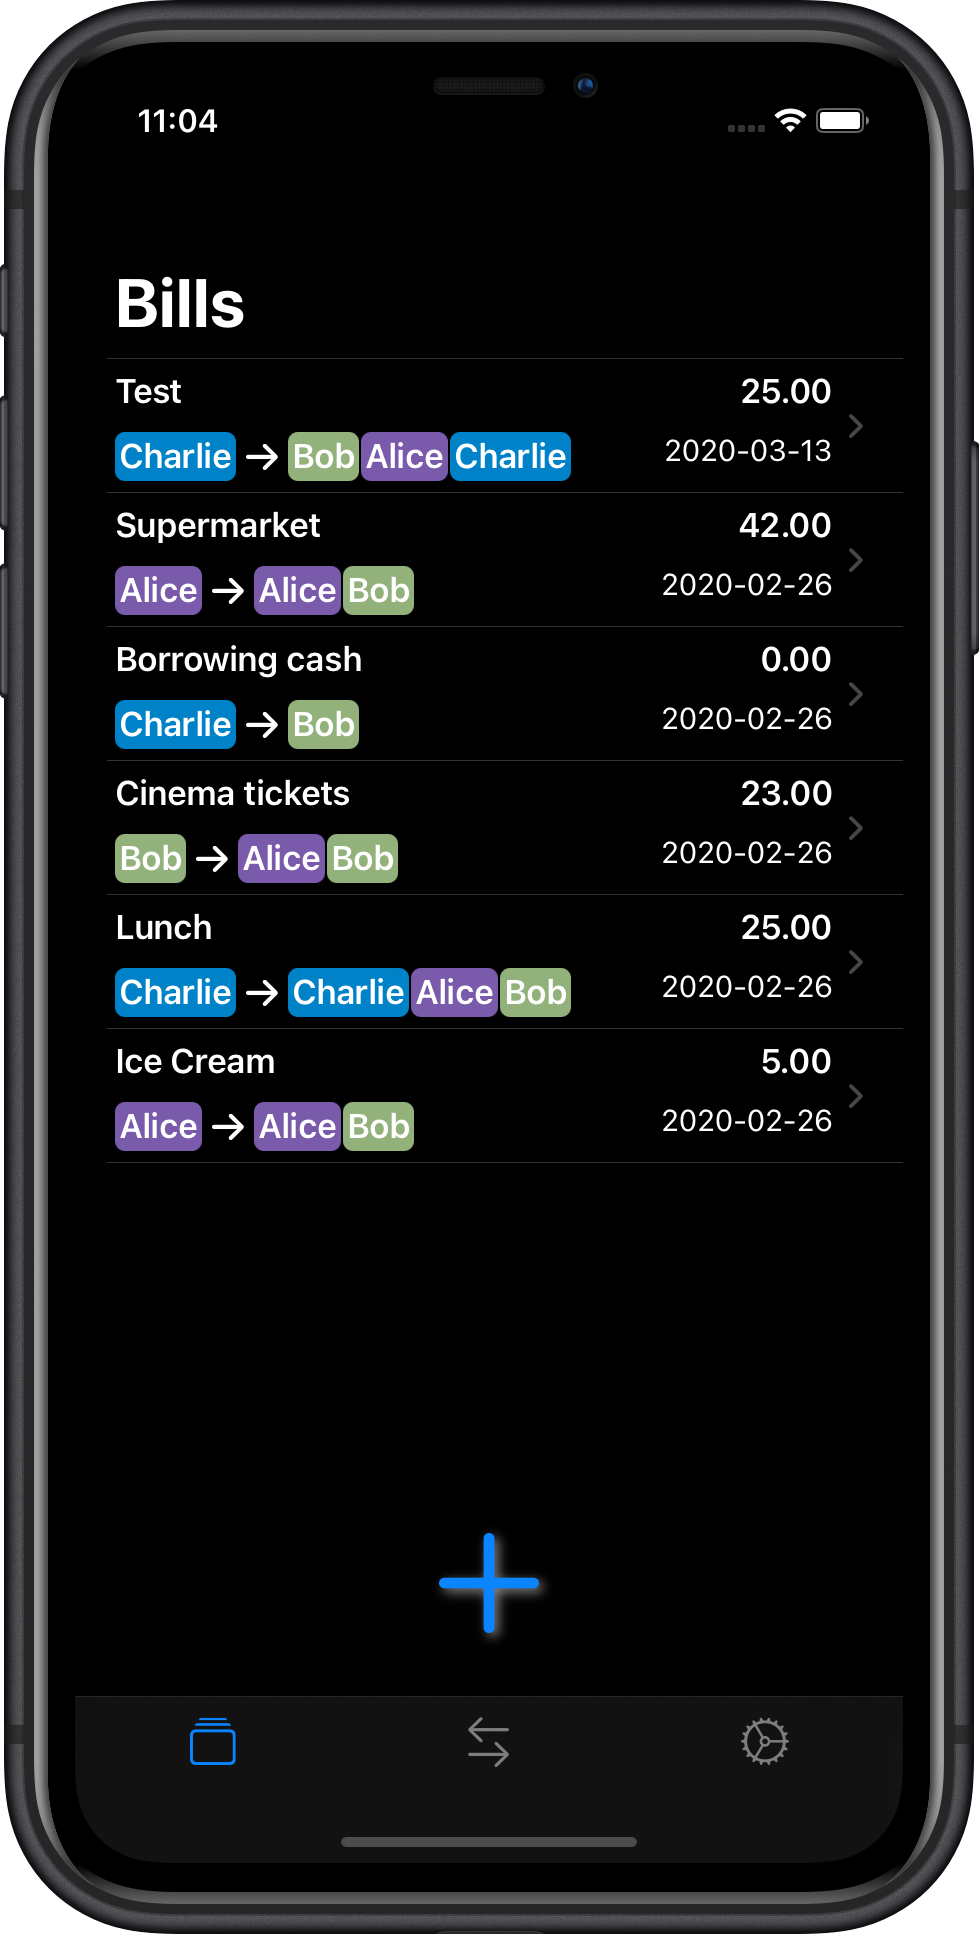 11:04
Bills
Test 25.00
Charlie → Bob Alice Charlie 2020-03-13
Supermarket 42.00
Alice → Alice Bob 2020-02-26
Borrowing cash 0.00
Charlie → Bob 2020-02-26
Cinema tickets 23.00
Bob → Alice Bob 2020-02-26
Lunch 25.00
Charlie → Charlie Alice Bob 2020-02-26
Ice Cream 5.00
Alice → Alice Bob 2020-02-26